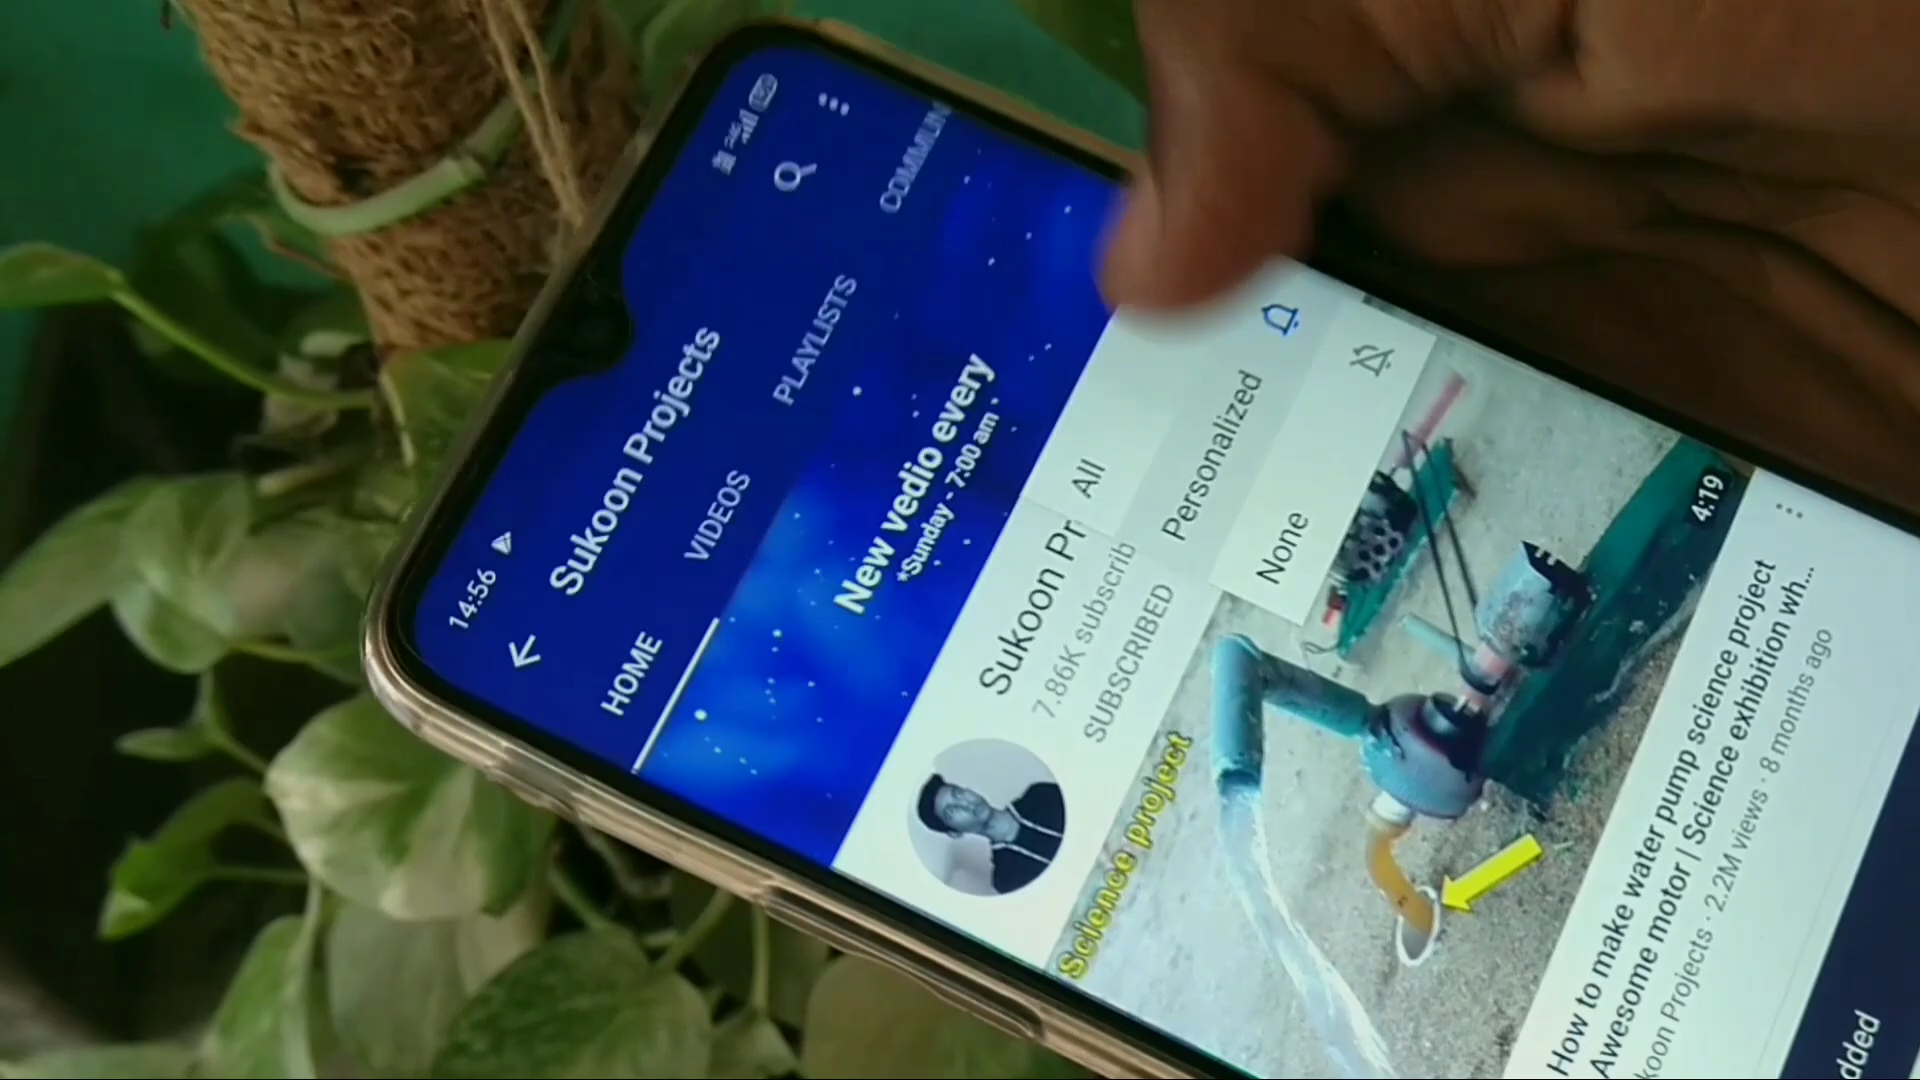 14:56
Sukoon Projects
HOME
VIDEOS
PLAYLISTS
COMMUN
New vedio every
*Sunday - 7:00 am *
Sukoon Pr
7.86K subscrib
SUBSCRIBED
All
Personalized
None
Science project
4:19
How to make water pump science project
Awesome motor | Science exhibition wh...
koon Projects · 2.2M views · 8 months ago
dded